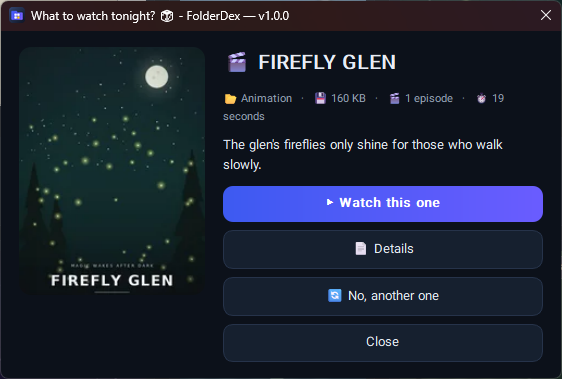 What to watch tonight? 🎲 - FolderDex — v1.0.0
🎬 FIREFLY GLEN
📂 Animation · 💾 160 KB · 🎬 1 episode · ⏱ 19
seconds
The glen's fireflies only shine for those who walk
slowly.
▶ Watch this one
📄 Details
🔄 No, another one
Close
MAGIC WAKES AFTER DARK
FIREFLY GLEN